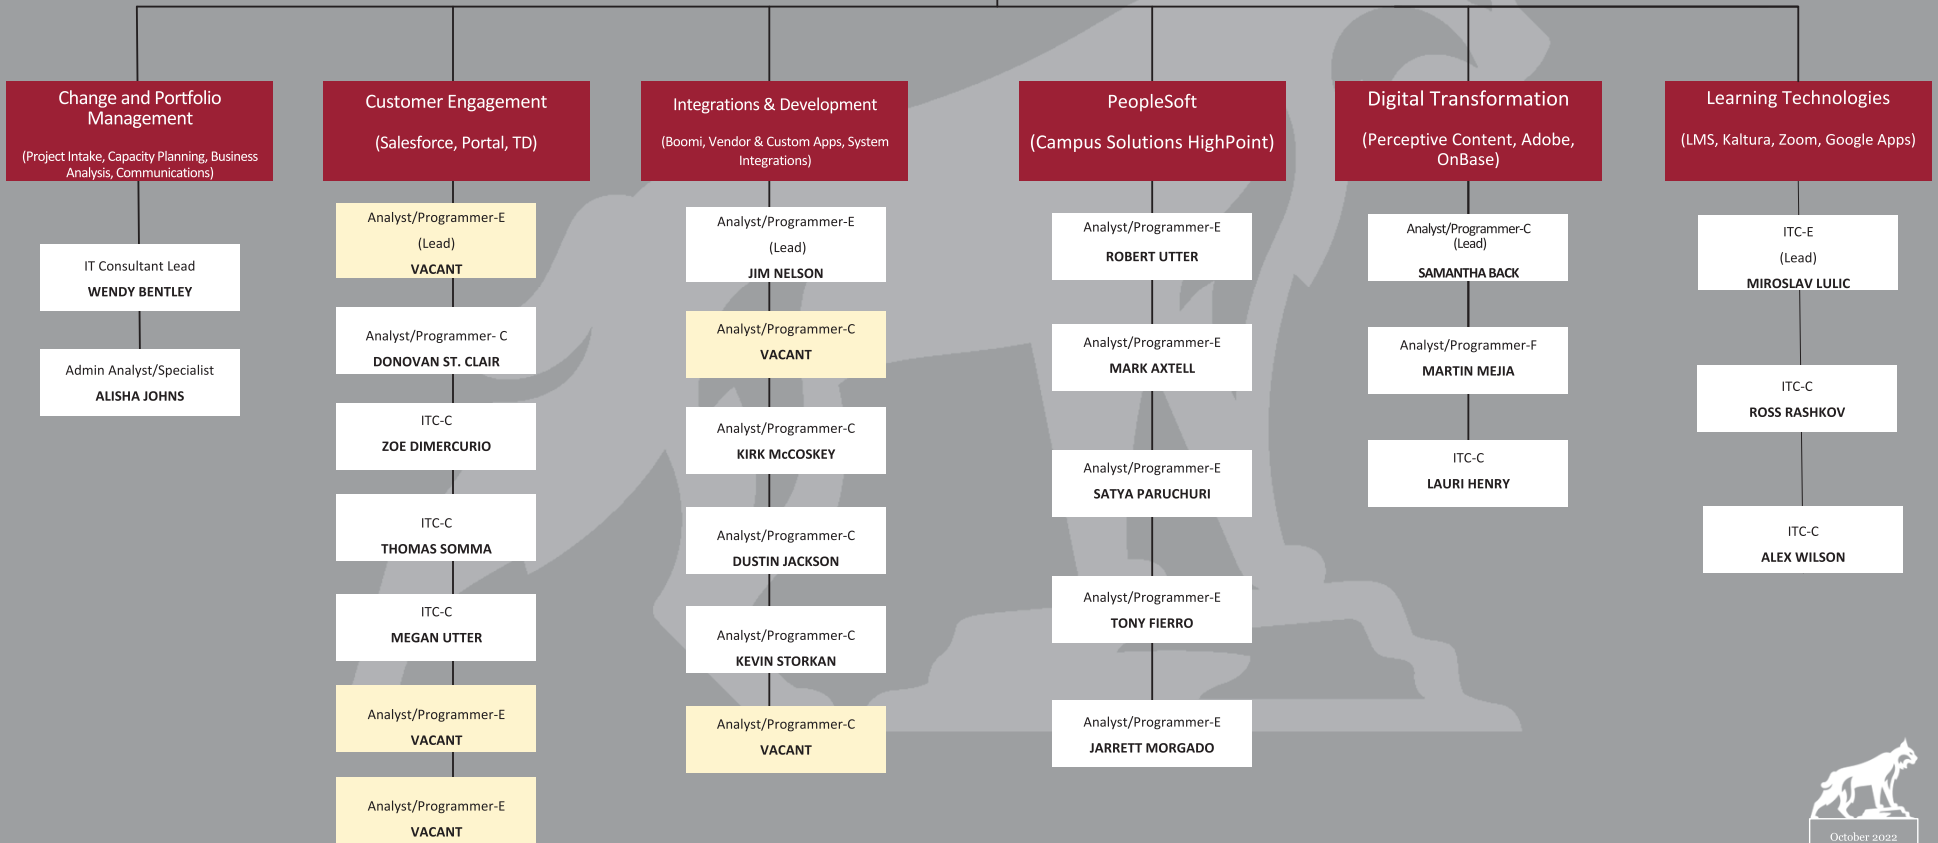 Change and Portfolio
Management
(Project Intake, Capacity Planning, Business
Analysis, Communications)
IT Consultant Lead
WENDY BENTLEY
Admin Analyst/Specialist
ALISHA JOHNS
Customer Engagement
(Salesforce, Portal, TD)
Analyst/Programmer-E
(Lead)
VACANT
Analyst/Programmer- C
DONOVAN ST. CLAIR
ITC-C
ZOE DIMERCURIO
ITC-C
THOMAS SOMMA
ITC-C
MEGAN UTTER
Analyst/Programmer-E
VACANT
Analyst/Programmer-E
VACANT
Integrations & Development
(Boomi, Vendor & Custom Apps, System
Integrations)
Analyst/Programmer-E
(Lead)
JIM NELSON
Analyst/Programmer-C
VACANT
Analyst/Programmer-C
KIRK McCOSKEY
Analyst/Programmer-C
DUSTIN JACKSON
Analyst/Programmer-C
KEVIN STORKAN
Analyst/Programmer-C
VACANT
PeopleSoft
(Campus Solutions HighPoint)
Analyst/Programmer-E
ROBERT UTTER
Analyst/Programmer-E
MARK AXTELL
Analyst/Programmer-E
SATYA PARUCHURI
Analyst/Programmer-E
TONY FIERRO
Analyst/Programmer-E
JARRETT MORGADO
Digital Transformation
(Perceptive Content, Adobe,
OnBase)
Analyst/Programmer-C
(Lead)
SAMANTHA BACK
Analyst/Programmer-F
MARTIN MEJIA
ITC-C
LAURI HENRY
Learning Technologies
(LMS, Kaltura, Zoom, Google Apps)
ITC-E
(Lead)
MIROSLAV LULIC
ITC-C
ROSS RASHKOV
ITC-C
ALEX WILSON
October 2022